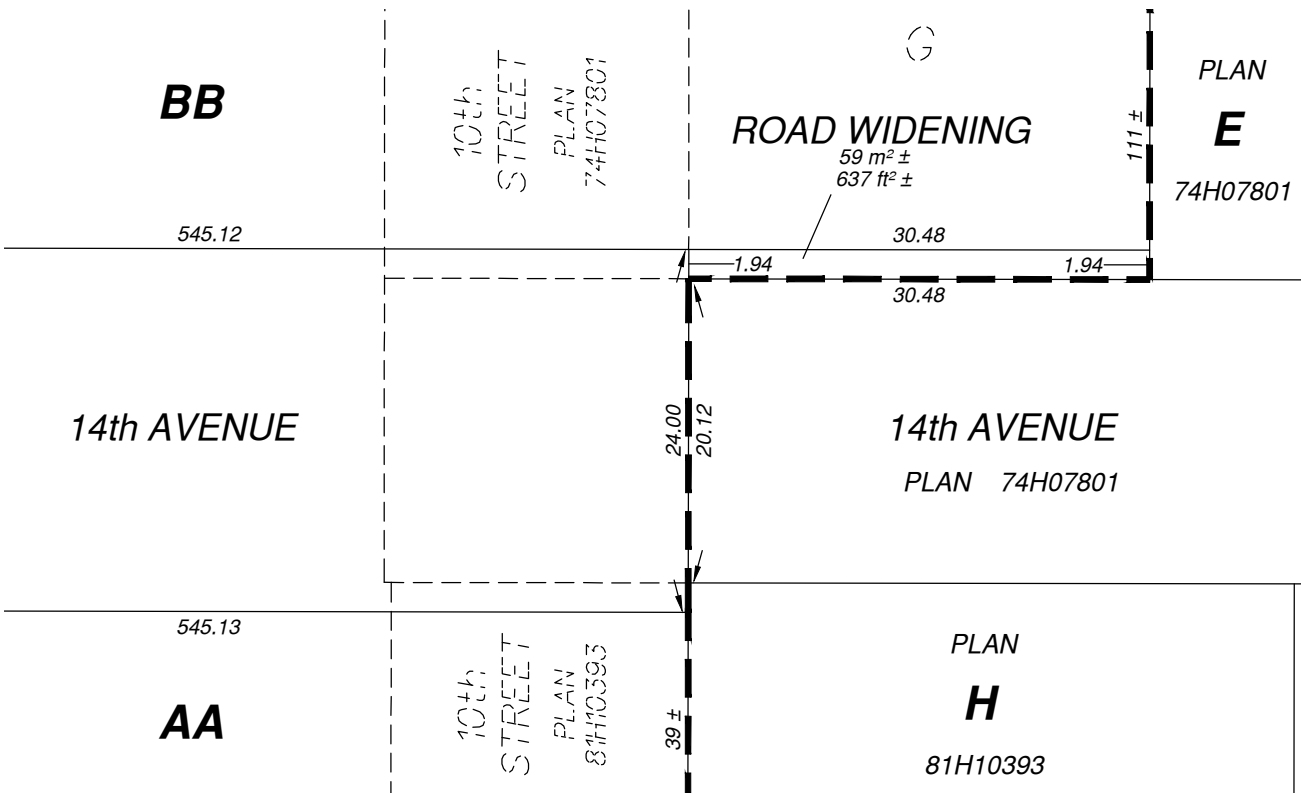 BB
10th
STREET
PLAN
74H07801
G
ROAD WIDENING
59 m² ±
637 ft² ±
111 ±
PLAN
E
74H07801
545.12
30.48
1.94
1.94
30.48
14th AVENUE
24.00
20.12
14th AVENUE
PLAN 74H07801
545.13
AA
10th
STREET
PLAN
81H10393
39 ±
PLAN
H
81H10393